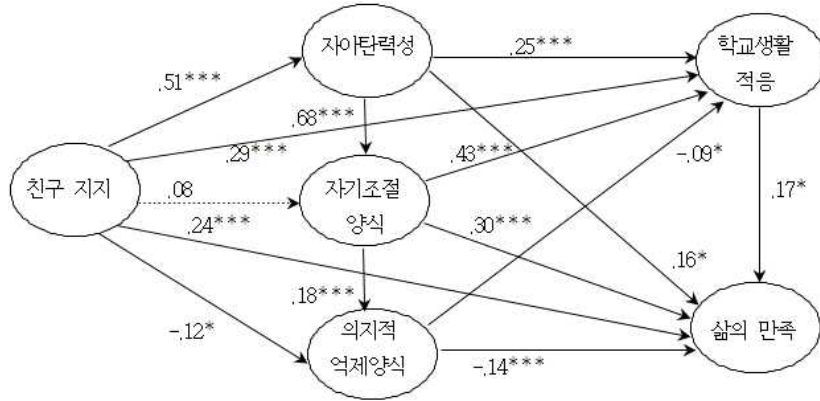 자아탄력성
.25***
학교생활
적응
.51***
.68***
.29***
.43***
-.09*
친구 지지
.08
자기조절
양식
.17*
.24***
.30***
.16*
.18***
-.12*
의지적
억제양식
-.14***
삶의 만족